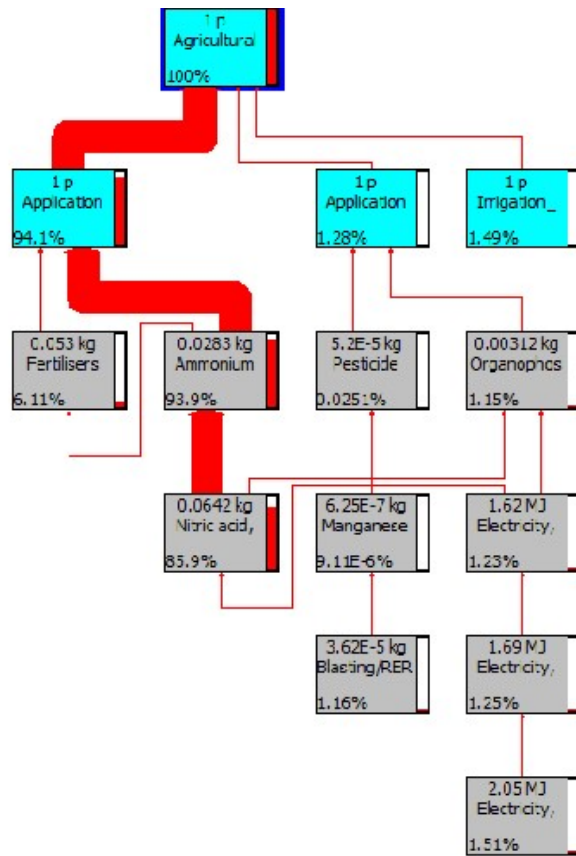 1 p
Agricultural
100%
1 p
Application
94.1%
1 p
Application
1.28%
1 p
Irrigation_
1.49%
0.053 kg
Fertilisers
6.11%
0.0283 kg
Ammonium
93.9%
5.2E-5 kg
Pesticide
0.0251%
0.00312 kg
Organophos
1.15%
0.0642 kg
Nitric acid,
85.9%
6.25E-7 kg
Manganese
9.11E-6%
1.62 MJ
Electricity,
1.23%
3.62E-5 kg
Blasting/RER
1.16%
1.69 MJ
Electricity,
1.25%
2.05 MJ
Electricity,
1.51%